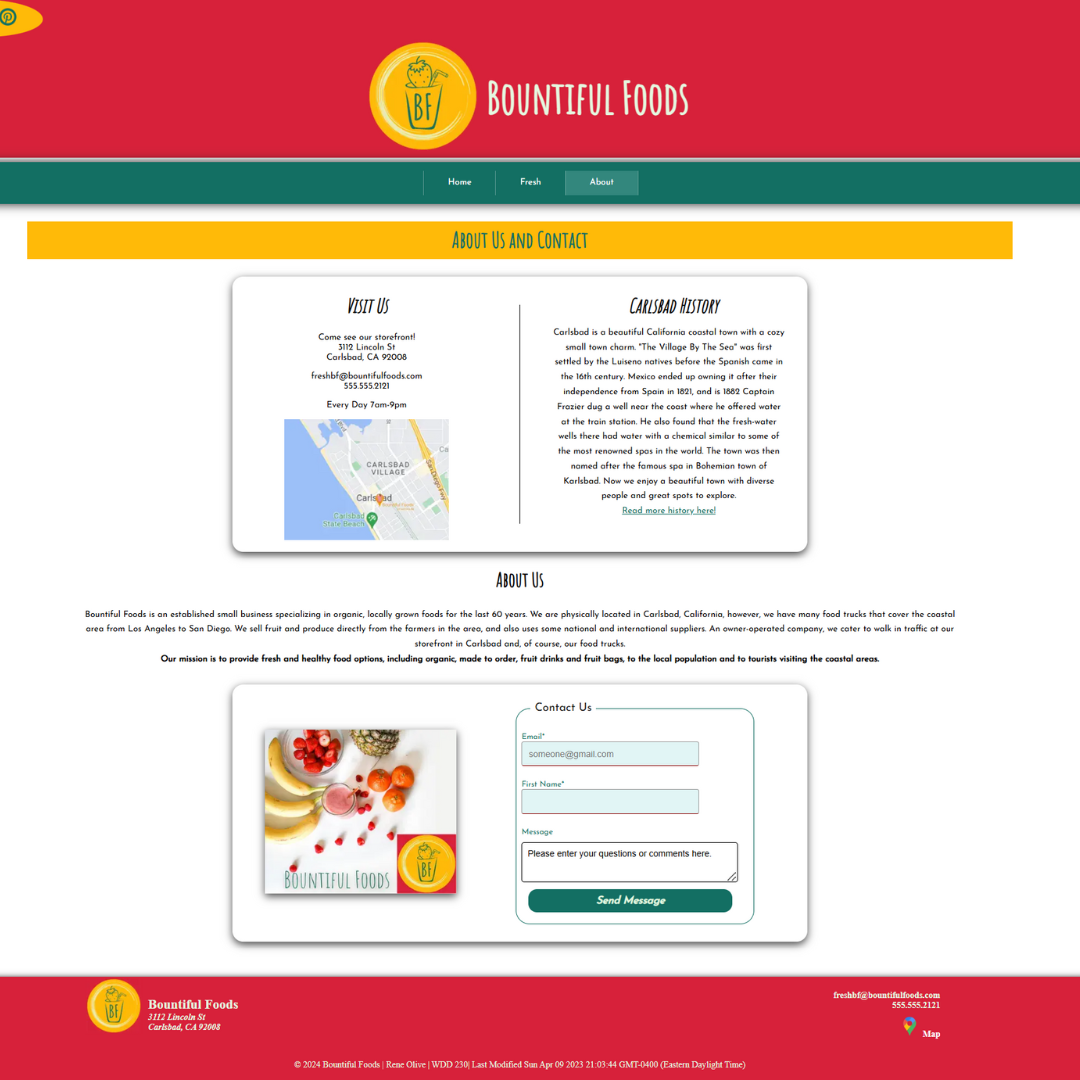 BF
Bountiful Foods
Home
Fresh
About
About Us and Contact
Visit Us
Come see our storefront!
3112 Lincoln St
Carlsbad, CA 92008
freshbf@bountifulfoods.com
555.555.2121
Every Day 7am-9pm
CARLSBAD
VILLAGE
Carlsbad
Carlsbad
State Beach
San Diego Fwy
Carlsbad History
Carlsbad is a beautiful California coastal town with a cozy
small town charm. "The Village By The Sea" was first
settled by the Luiseno natives before the Spanish came in
the 16th century. Mexico ended up owning it after their
independence from Spain in 1821, and is 1882 Captain
Frazier dug a well near the coast where he offered water
at the train station. He also found that the fresh-water
wells there had water with a chemical similar to some of
the most renowned spas in the world. The town was then
named after the famous spa in Bohemian town of
Karlsbad. Now we enjoy a beautiful town with diverse
people and great spots to explore.
Read more history here!
About Us
Bountiful Foods is an established small business specializing in organic, locally grown foods for the last 60 years. We are physically located in Carlsbad, California, however, we have many food trucks that cover the coastal
area from Los Angeles to San Diego. We sell fruit and produce directly from the farmers in the area, and also uses some national and international suppliers. An owner-operated company, we cater to walk in traffic at our
storefront in Carlsbad and, of course, our food trucks.
Our mission is to provide fresh and healthy food options, including organic, made to order, fruit drinks and fruit bags, to the local population and to tourists visiting the coastal areas.
Bountiful Foods
BF
Contact Us
Email*
someone@gmail.com
First Name*
Message
Please enter your questions or comments here.
Send Message
BF
Bountiful Foods
3112 Lincoln St
Carlsbad, CA 92008
freshbf@bountifulfoods.com
555.555.2121
Map
© 2024 Bountiful Foods | Rene Olive | WDD 230| Last Modified Sun Apr 09 2023 21:03:44 GMT-0400 (Eastern Daylight Time)